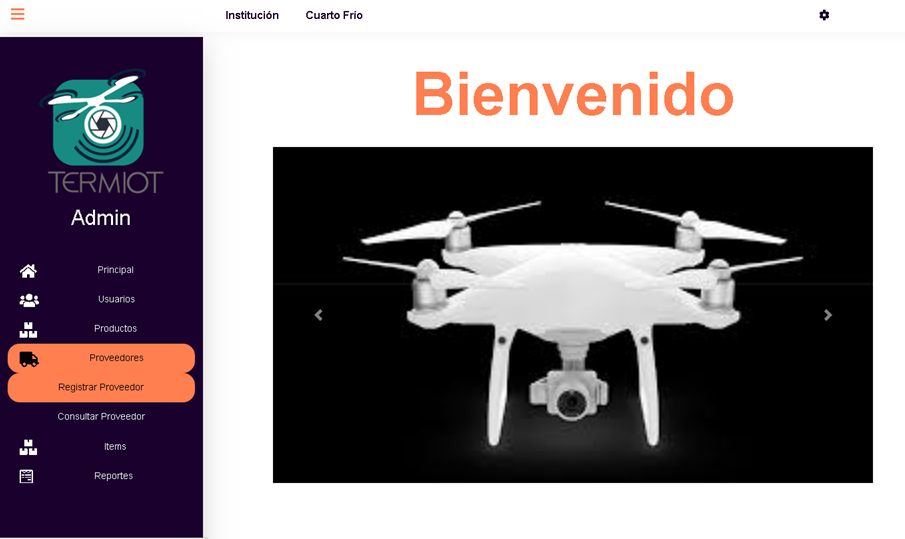 Institución
Cuarto Frío
Bienvenido
TERMIOT
Admin
Principal
Usuarios
Productos
Proveedores
Registrar Proveedor
Consultar Proveedor
Items
Reportes